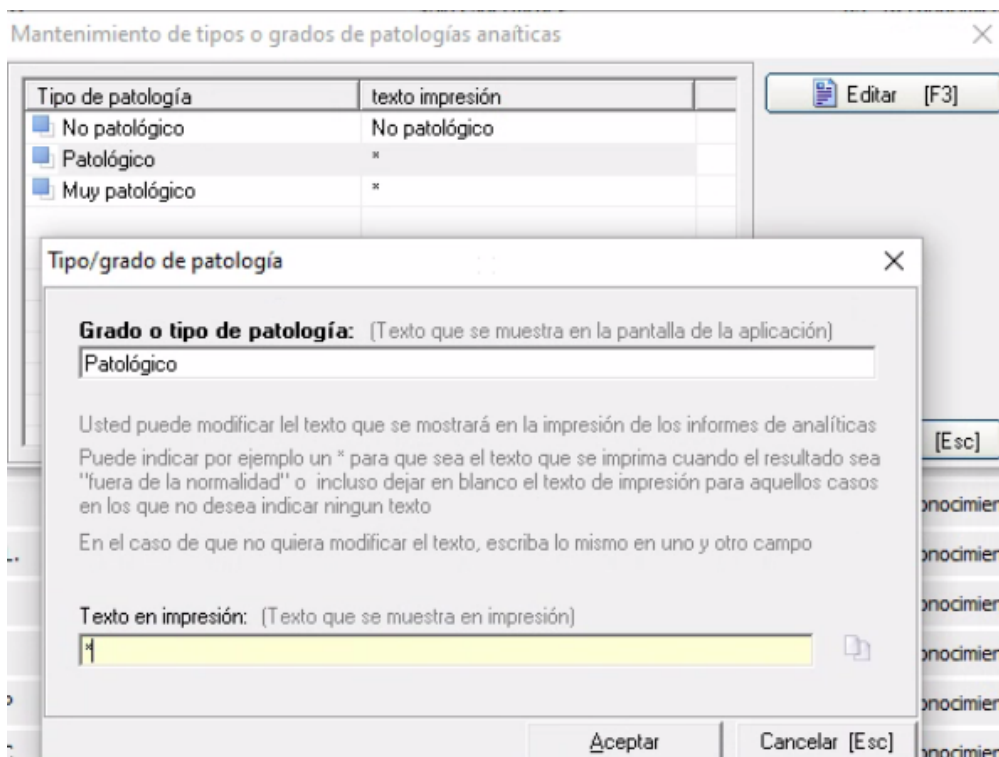 Mantenimiento de tipos o grados de patologías anaíticas
Tipo de patología texto impresión
Editar [F3]
No patológico No patológico
Patológico *
Muy patológico *
Tipo/grado de patología
Grado o tipo de patología: (Texto que se muestra en la pantalla de la aplicación)
Patológico
Usted puede modificar lel texto que se mostrará en la impresión de los informes de analíticas
[Esc]
Puede indicar por ejemplo un * para que sea el texto que se imprima cuando el resultado sea
"fuera de la normalidad" o incluso dejar en blanco el texto de impresión para aquellos casos
en los que no desea indicar ningun texto
onocimier
En el caso de que no quiera modificar el texto, escriba lo mismo en uno y otro campo
onocimier
onocimier
Texto en impresión: (Texto que se muestra en impresión)
*
onocimier
onocimier
Aceptar Cancelar [Esc]
onocimier